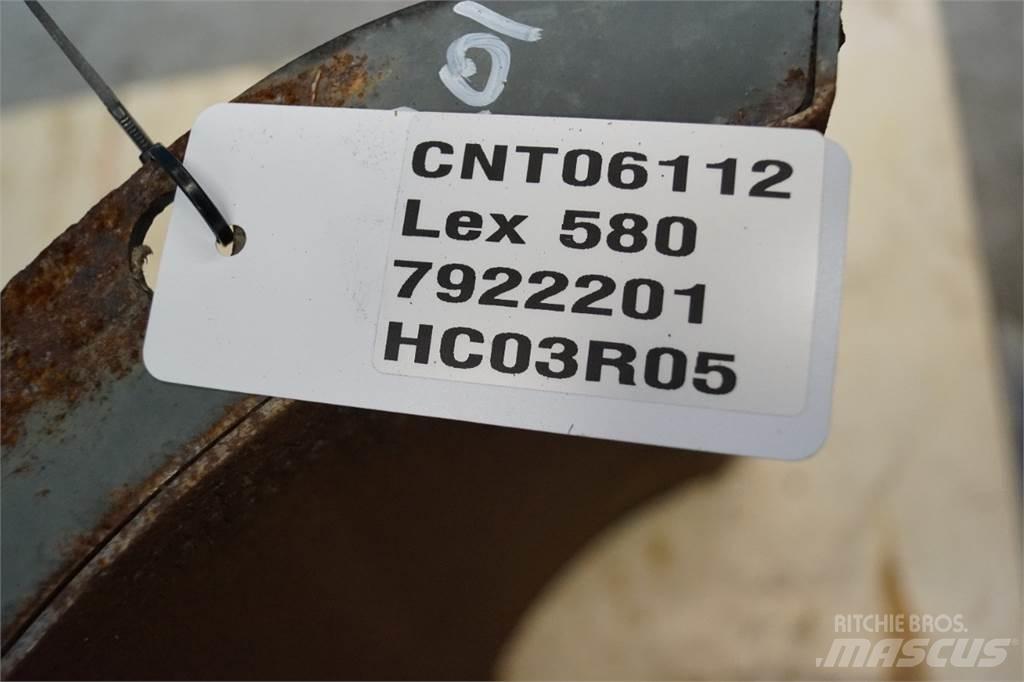 CNT06112
Lex 580
7922201
HC03R05
RITCHIE BROS.
MASCUS